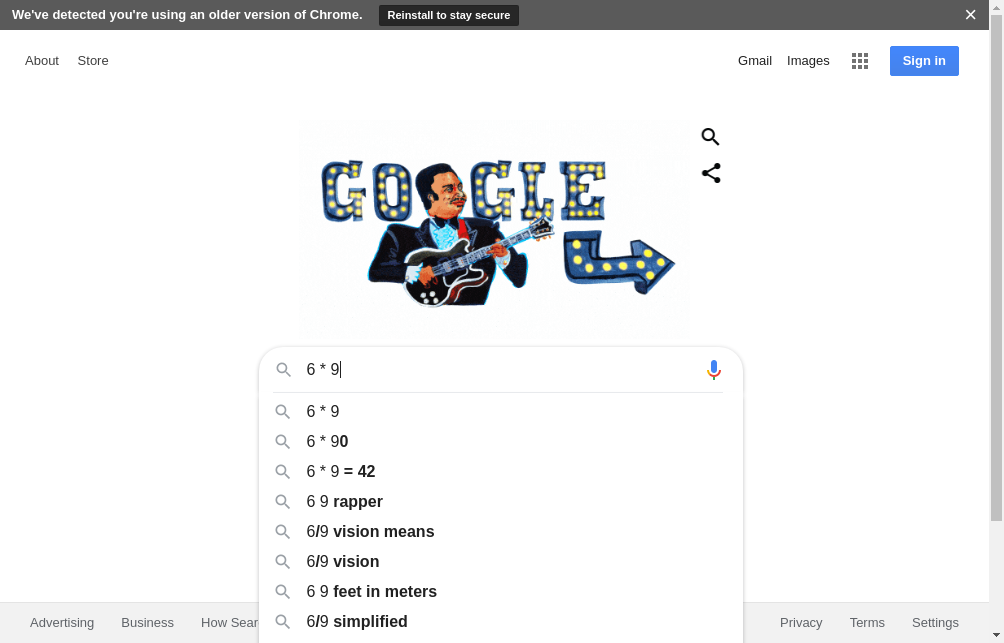 We've detected you're using an older version of Chrome. Reinstall to stay secure
About Store Gmail Images Sign in
GOOGLE
6 * 9
6 * 9
6 * 90
6 * 9 = 42
6 9 rapper
6/9 vision means
6/9 vision
6 9 feet in meters
6/9 simplified
Advertising Business How Sear Privacy Terms Settings